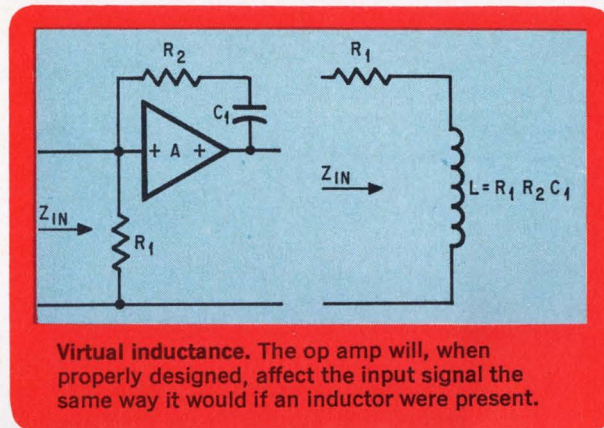 R2
C1
+ A +
ZIN
R1
R1
ZIN
L = R1 R2 C1
Virtual inductance. The op amp will, when
properly designed, affect the input signal the
same way it would if an inductor were present.